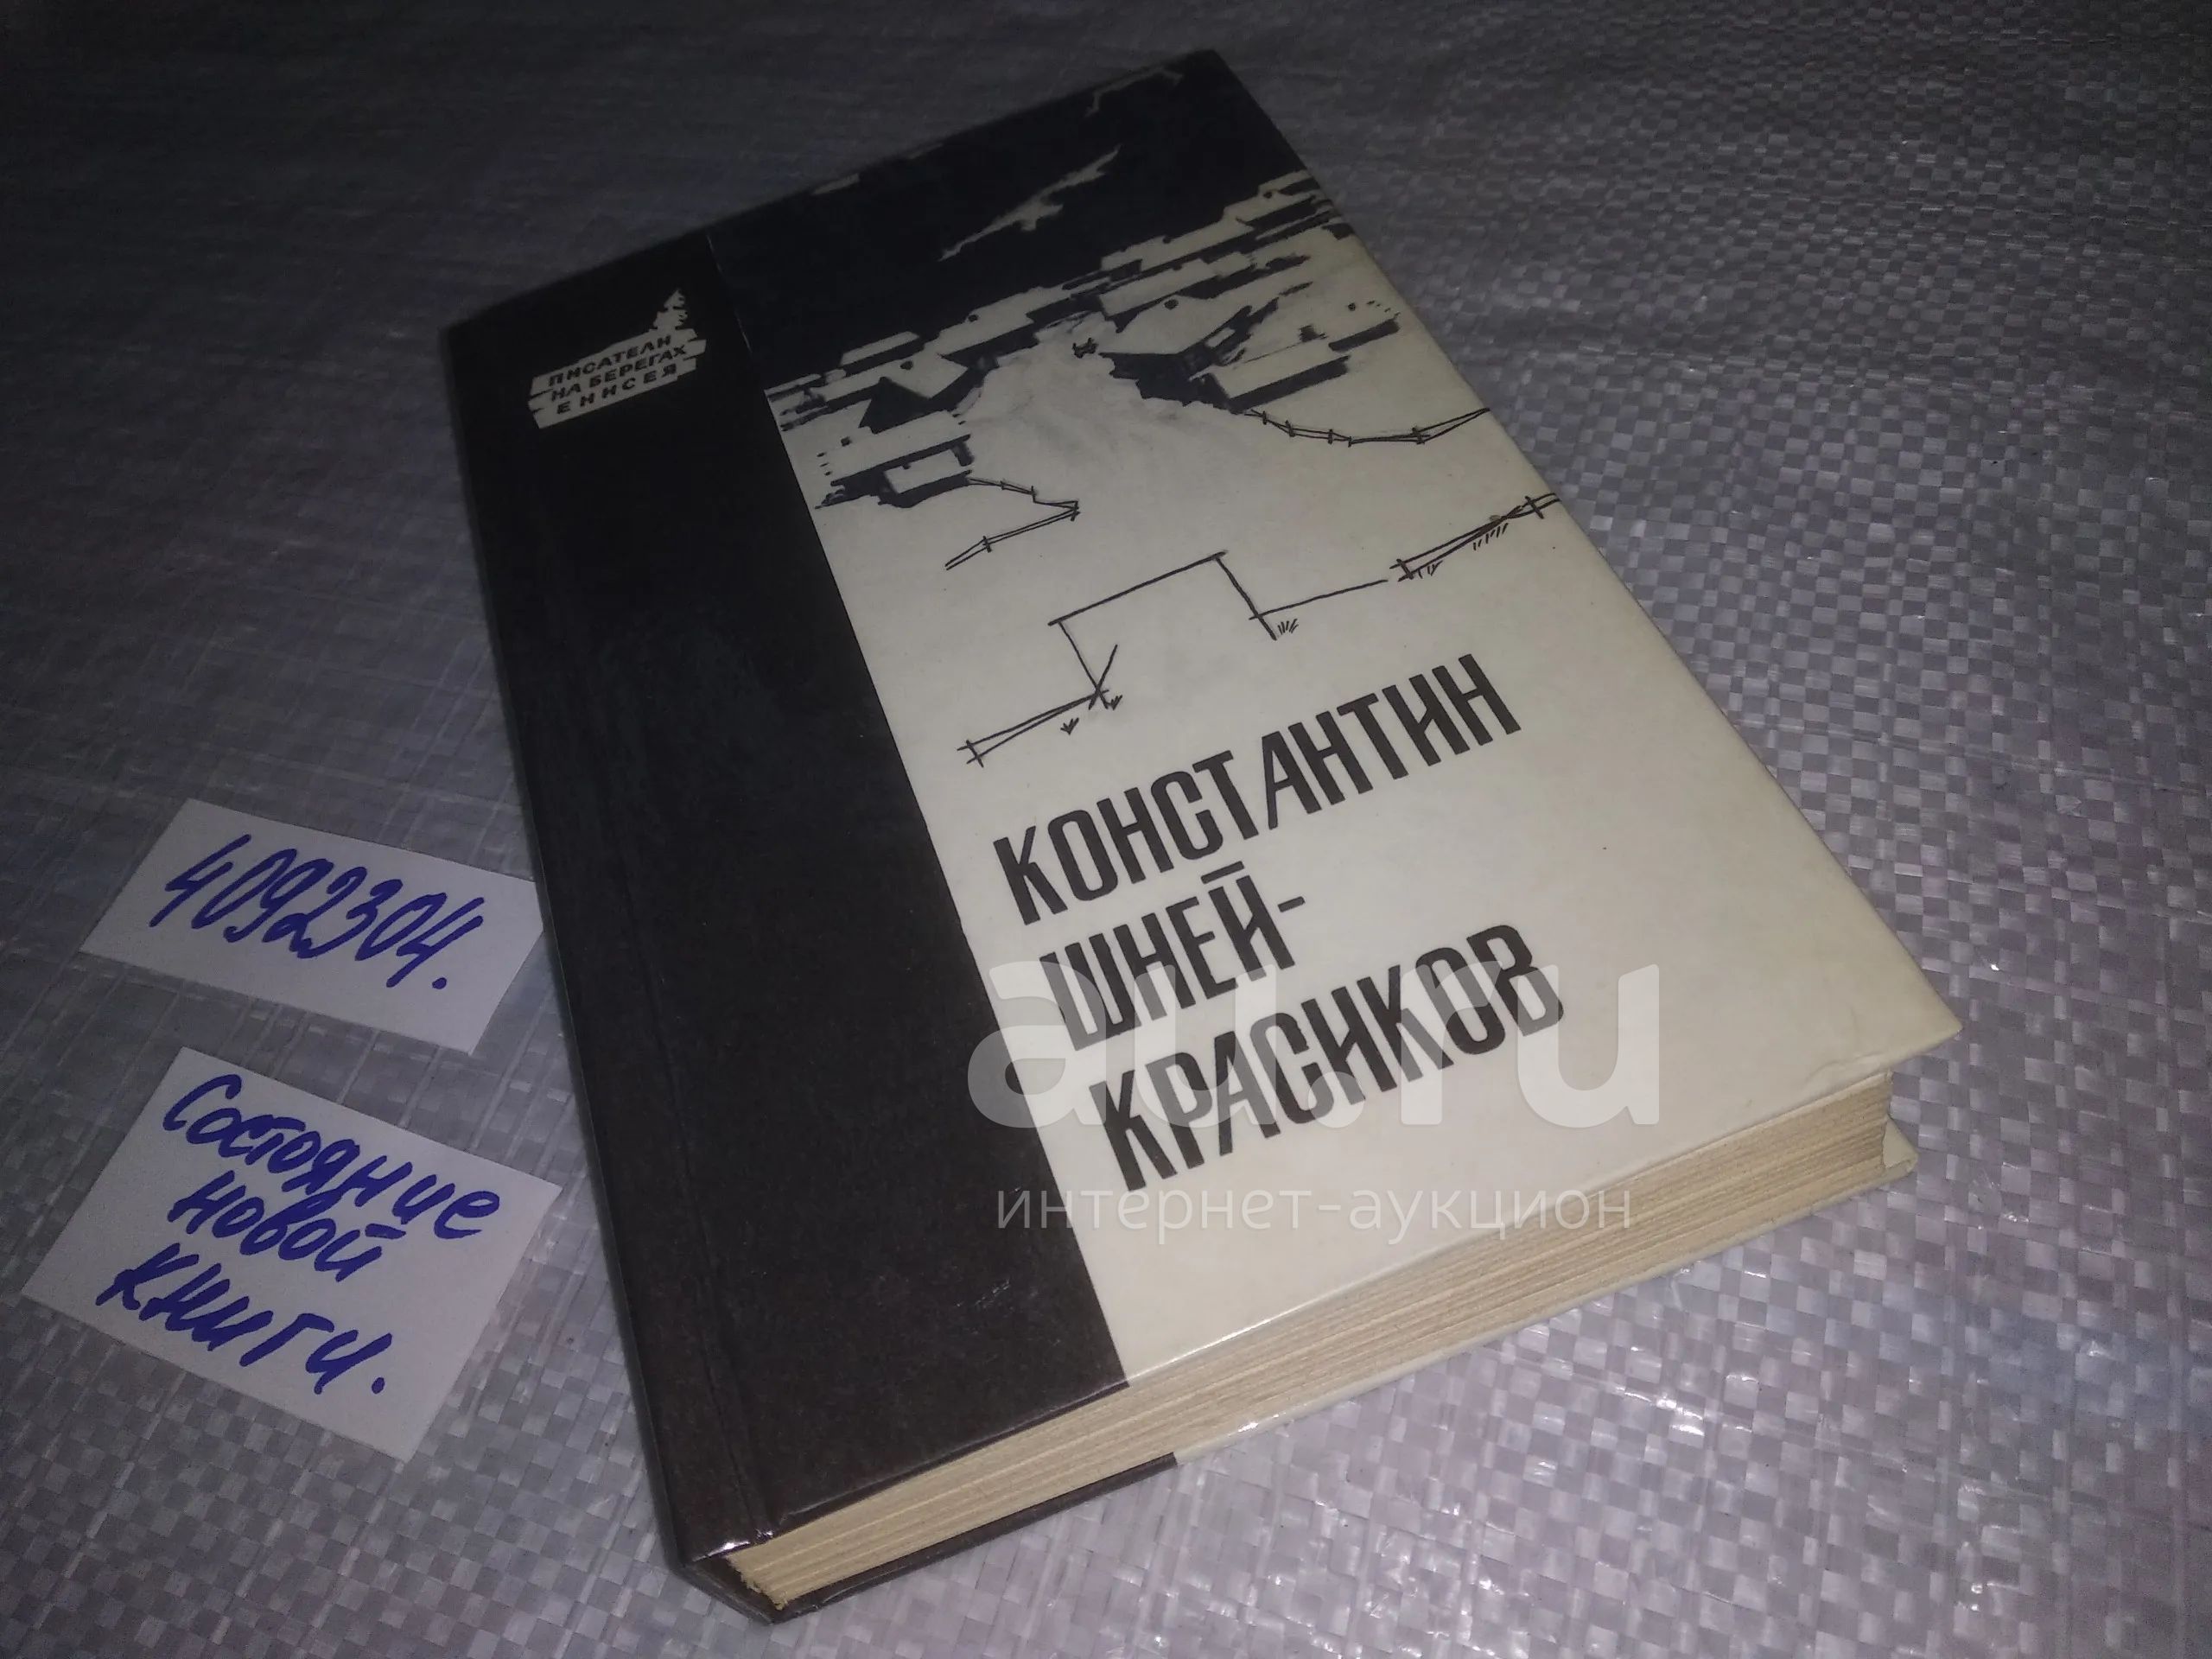 ПИСАТЕЛИ
НА БЕРЕГАХ
ЕНИСЕЯ
КОНСТАНТИН
ШНЕЙ-
КРАСИКОВ
4092304.
Состояние
новой
книги.
au.ru
интернет-аукцион